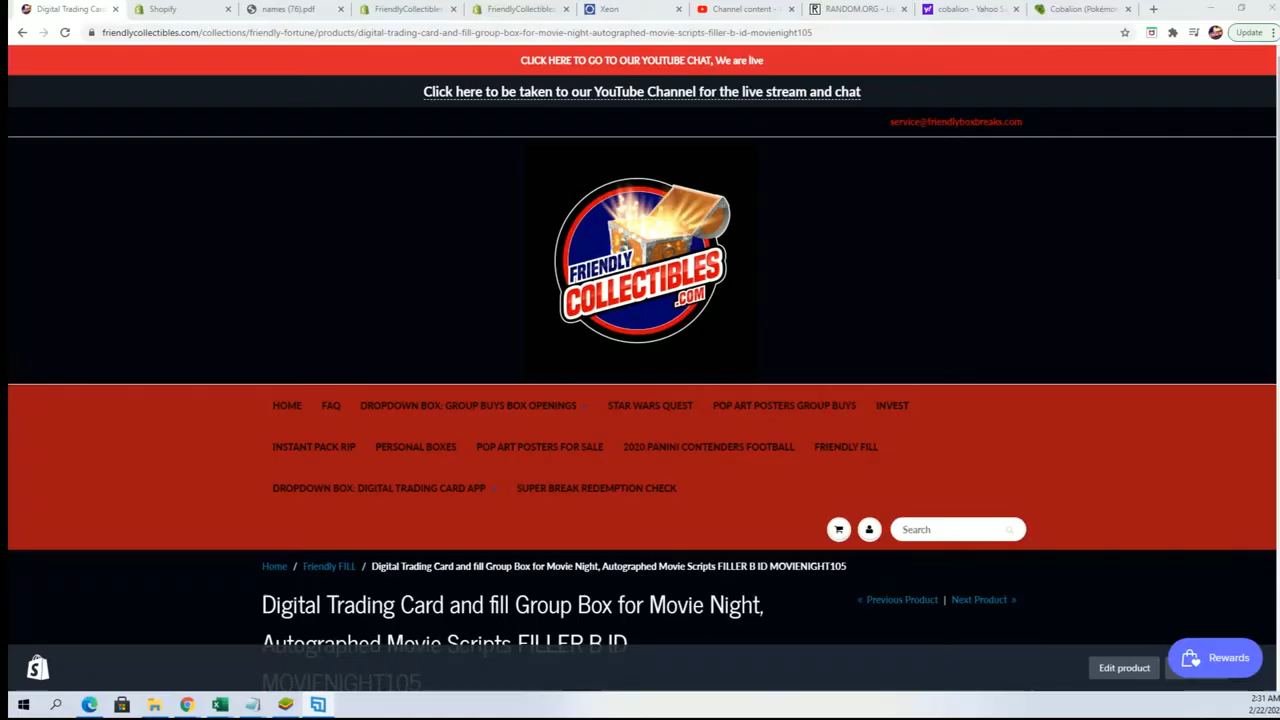 Digital Trading Card
Shopify
names (76).pdf
FriendlyCollectibles
FriendlyCollectibles
Xeon
Channel content -
RANDOM.ORG - Li
cobalion - Yahoo Se
Cobalion (Pokémon
friendlycollectibles.com/collections/friendly-fortune/products/digital-trading-card-and-fill-group-box-for-movie-night-autographed-movie-scripts-filler-b-id-movienight105
Update
CLICK HERE TO GO TO OUR YOUTUBE CHAT, We are live
Click here to be taken to our YouTube Channel for the live stream and chat
service@friendlyboxbreaks.com
FRIENDLY
COLLECTIBLES
.COM
HOME FAQ DROPDOWN BOX: GROUP BUYS BOX OPENINGS STAR WARS QUEST POP ART POSTERS GROUP BUYS INVEST
INSTANT PACK RIP PERSONAL BOXES POP ART POSTERS FOR SALE 2020 PANINI CONTENDERS FOOTBALL FRIENDLY FILL
DROPDOWN BOX: DIGITAL TRADING CARD APP SUPER BREAK REDEMPTION CHECK
Search
Home / Friendly FILL / Digital Trading Card and fill Group Box for Movie Night, Autographed Movie Scripts FILLER B ID MOVIENIGHT105
« Previous Product | Next Product »
Digital Trading Card and fill Group Box for Movie Night,
Autographed Movie Scripts FILLER B ID
MOVIENIGHT105
Edit product
Rewards
2:31 AM
2/22/202